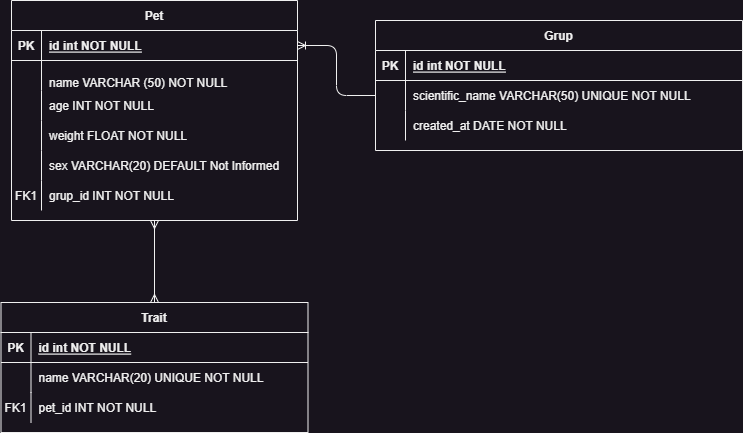 Pet
PK id int NOT NULL
name VARCHAR (50) NOT NULL
age INT NOT NULL
weight FLOAT NOT NULL
sex VARCHAR(20) DEFAULT Not Informed
FK1 grup_id INT NOT NULL
Grup
PK id int NOT NULL
scientific_name VARCHAR(50) UNIQUE NOT NULL
created_at DATE NOT NULL
Trait
PK id int NOT NULL
name VARCHAR(20) UNIQUE NOT NULL
FK1 pet_id INT NOT NULL